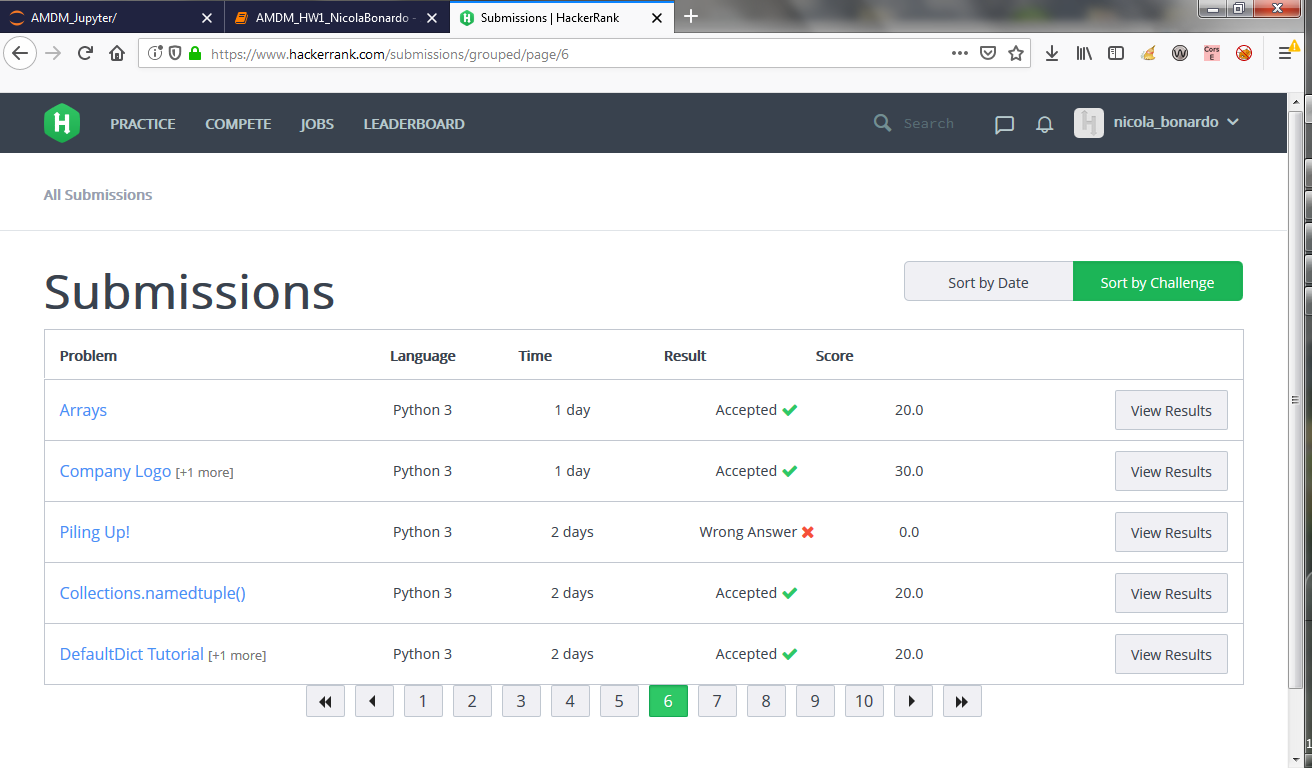 AMDM_Jupyter/
AMDM_HW1_NicolaBonardo -
Submissions | HackerRank
https://www.hackerrank.com/submissions/grouped/page/6
W
Cors
E
H PRACTICE COMPETE JOBS LEADERBOARD Search H nicola_bonardo
All Submissions
Submissions
Sort by Date Sort by Challenge
Problem Language Time Result Score
Arrays Python 3 1 day Accepted 20.0 View Results
Company Logo [+1 more] Python 3 1 day Accepted 30.0 View Results
Piling Up! Python 3 2 days Wrong Answer 0.0 View Results
Collections.namedtuple() Python 3 2 days Accepted 20.0 View Results
DefaultDict Tutorial [+1 more] Python 3 2 days Accepted 20.0 View Results
1 2 3 4 5 6 7 8 9 10